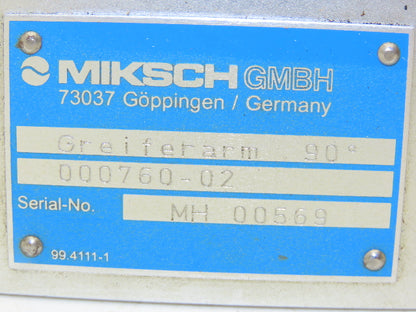 MIKSCH GMBH
73037 Göppingen / Germany
Greiferarm 90°
000760-02
Serial-No. MH 00569
99.4111-1